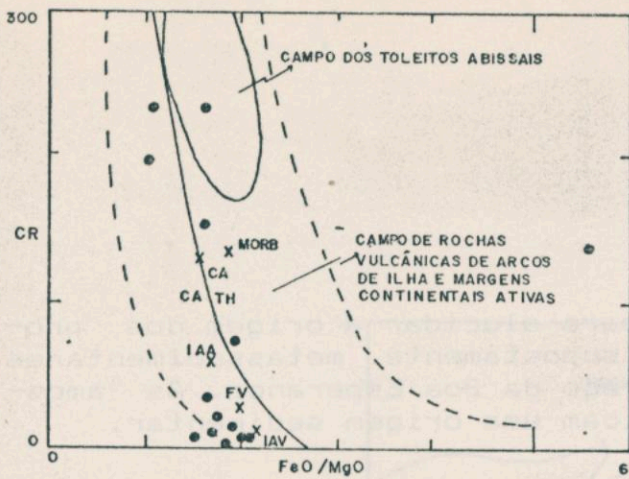 300
CAMPO DOS TOLEITOS ABISSAIS
CR
x MORB
x CA
CA TH
CAMPO DE ROCHAS
VULCÂNICAS DE ARCOS
DE ILHA E MARGENS
CONTINENTAIS ATIVAS
IAA
FV
x
IAV
0
FeO/MgO
6